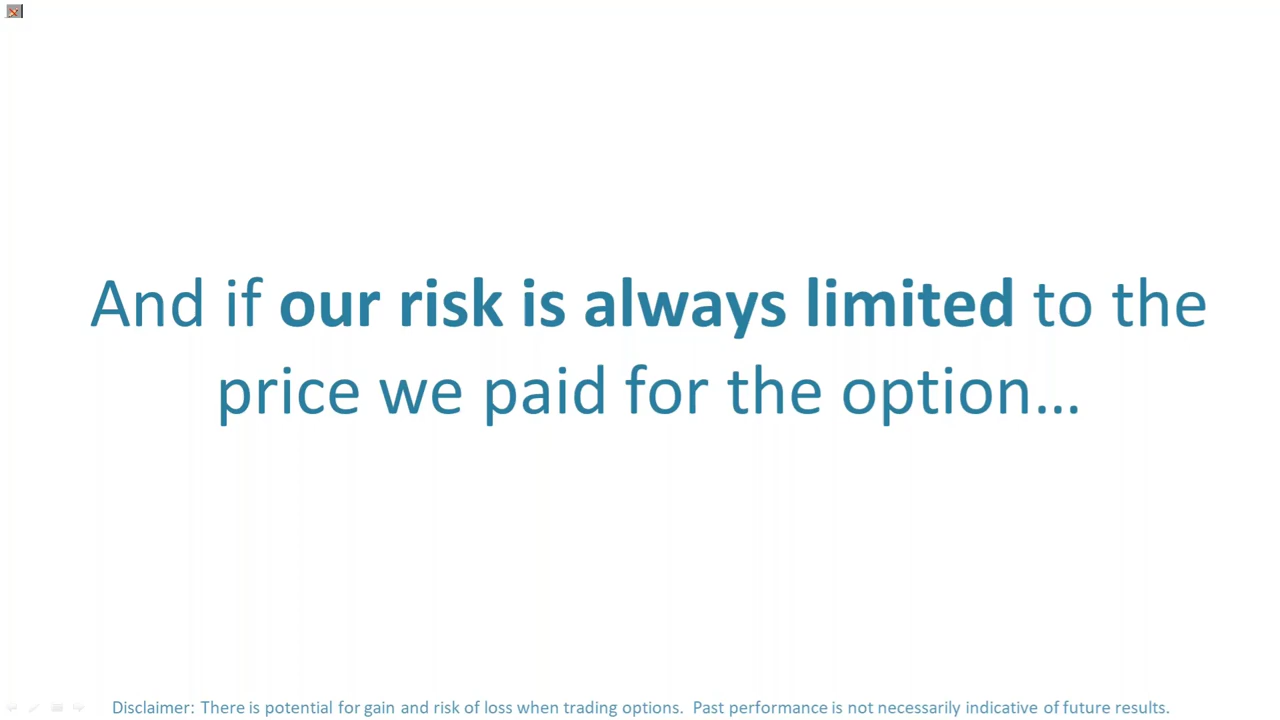 And if our risk is always limited to the
price we paid for the option…
Disclaimer: There is potential for gain and risk of loss when trading options.  Past performance is not necessarily indicative of future results.